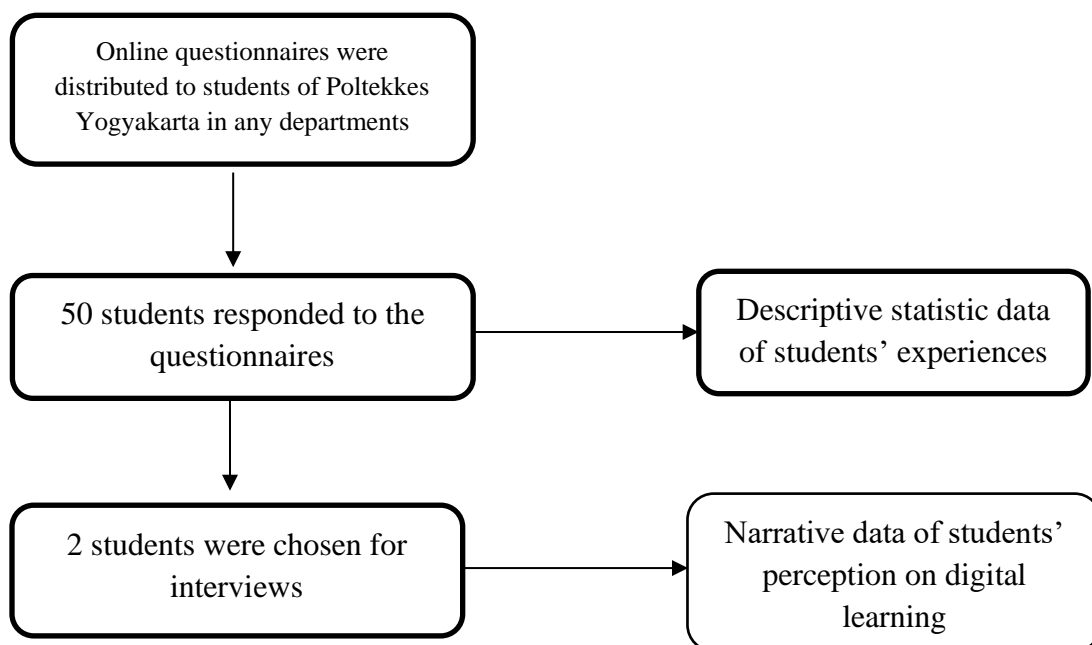 Online questionnaires were
distributed to students of Poltekkes
Yogyakarta in any departments
50 students responded to the
questionnaires
Descriptive statistic data
of students’ experiences
2 students were chosen for
interviews
Narrative data of students’
perception on digital
learning